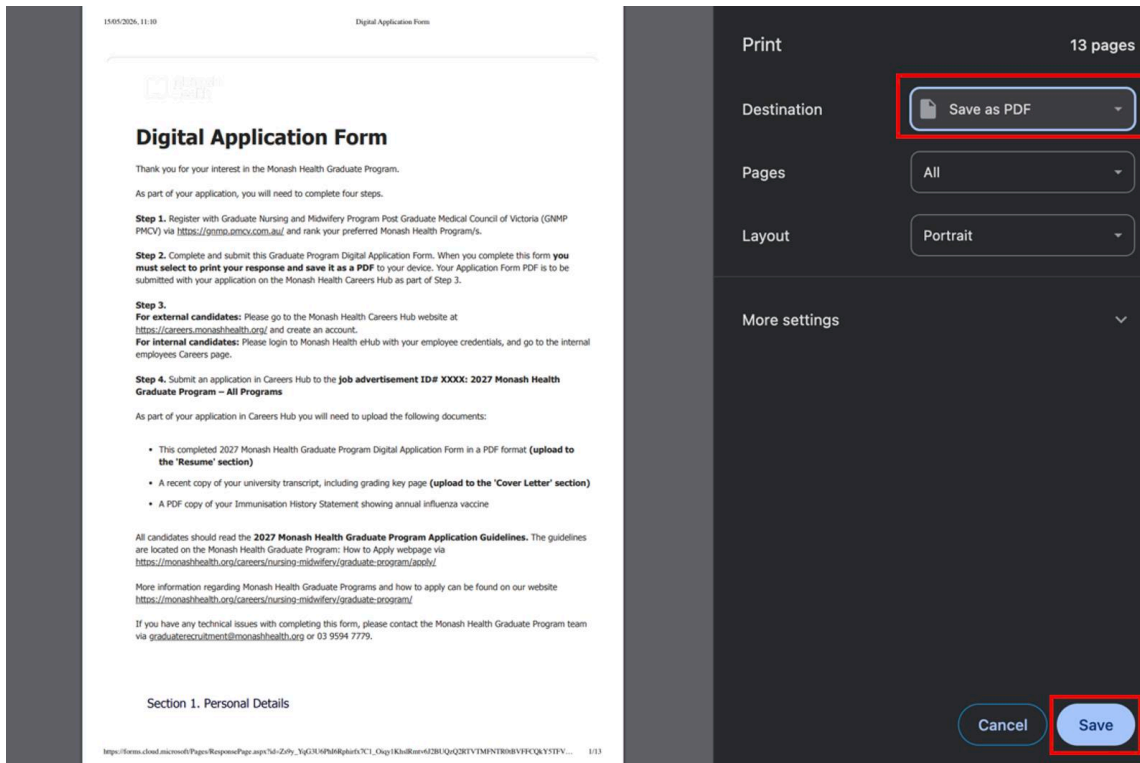 15/05/2026, 11:10
Digital Application Form
Digital Application Form
Thank you for your interest in the Monash Health Graduate Program.
As part of your application, you will need to complete four steps.
Step 1. Register with Graduate Nursing and Midwifery Program Post Graduate Medical Council of Victoria (GNMP
PMCV) via https://gnmp.pmcv.com.au/ and rank your preferred Monash Health Program/s.
Step 2. Complete and submit this Graduate Program Digital Application Form. When you complete this form you
must select to print your response and save it as a PDF to your device. Your Application Form PDF is to be
submitted with your application on the Monash Health Careers Hub as part of Step 3.
Step 3.
For external candidates: Please go to the Monash Health Careers Hub website at
https://careers.monashhealth.org/ and create an account.
For internal candidates: Please login to Monash Health eHub with your employee credentials, and go to the internal
employees Careers page.
Step 4. Submit an application in Careers Hub to the job advertisement ID# XXXX: 2027 Monash Health
Graduate Program – All Programs
As part of your application in Careers Hub you will need to upload the following documents:
• This completed 2027 Monash Health Graduate Program Digital Application Form in a PDF format (upload to
the 'Resume' section)
• A recent copy of your university transcript, including grading key page (upload to the 'Cover Letter' section)
• A PDF copy of your Immunisation History Statement showing annual influenza vaccine
All candidates should read the 2027 Monash Health Graduate Program Application Guidelines. The guidelines
are located on the Monash Health Graduate Program: How to Apply webpage via
https://monashhealth.org/careers/nursing-midwifery/graduate-program/apply/
More information regarding Monash Health Graduate Programs and how to apply can be found on our website
https://monashhealth.org/careers/nursing-midwifery/graduate-program/
If you have any technical issues with completing this form, please contact the Monash Health Graduate Program team
via graduaterecruitment@monashhealth.org or 03 9594 7779.
Section 1. Personal Details
1/13
Print
13 pages
Destination
Save as PDF
Pages
All
Layout
Portrait
More settings
Cancel
Save